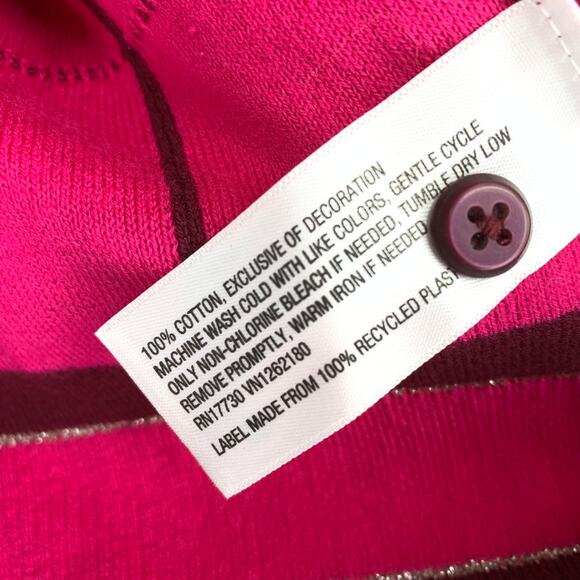 100% COTTON, EXCLUSIVE OF DECORATION
MACHINE WASH COLD WITH LIKE COLORS, GENTLE CYCLE
ONLY NON-CHLORINE BLEACH IF NEEDED, TUMBLE DRY LOW
REMOVE PROMPTLY, WARM IRON IF NEEDED
RN17730 VN1262180
LABEL MADE FROM 100% RECYCLED